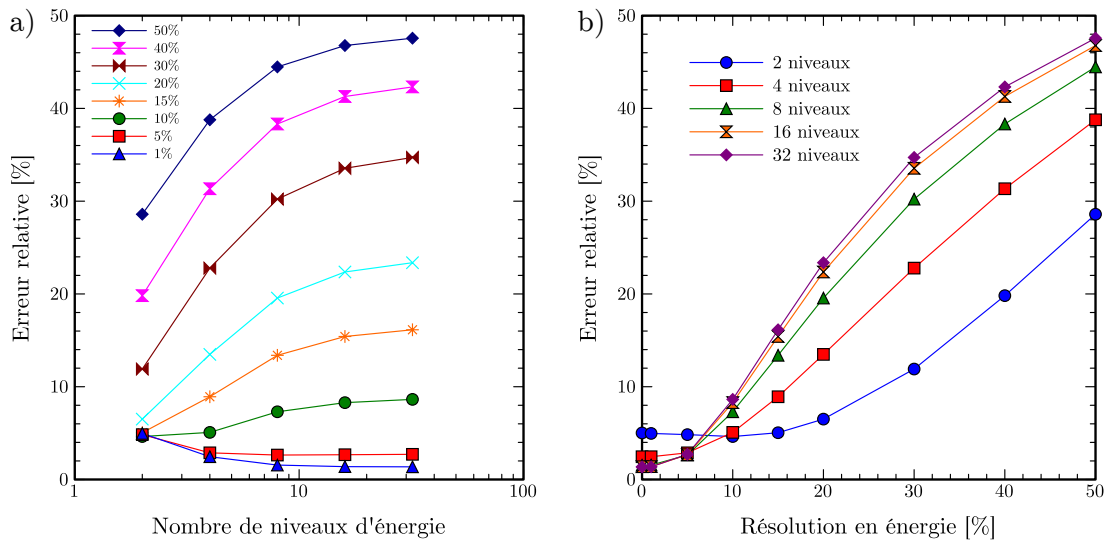 a)
50
40
30
20
10
0
Erreur relative [%]
50%
40%
30%
20%
15%
10%
5%
1%
1
10
100
Nombre de niveaux d'énergie
b)
50
40
30
20
10
0
Erreur relative [%]
2 niveaux
4 niveaux
8 niveaux
16 niveaux
32 niveaux
0
10
20
30
40
50
Résolution en énergie [%]